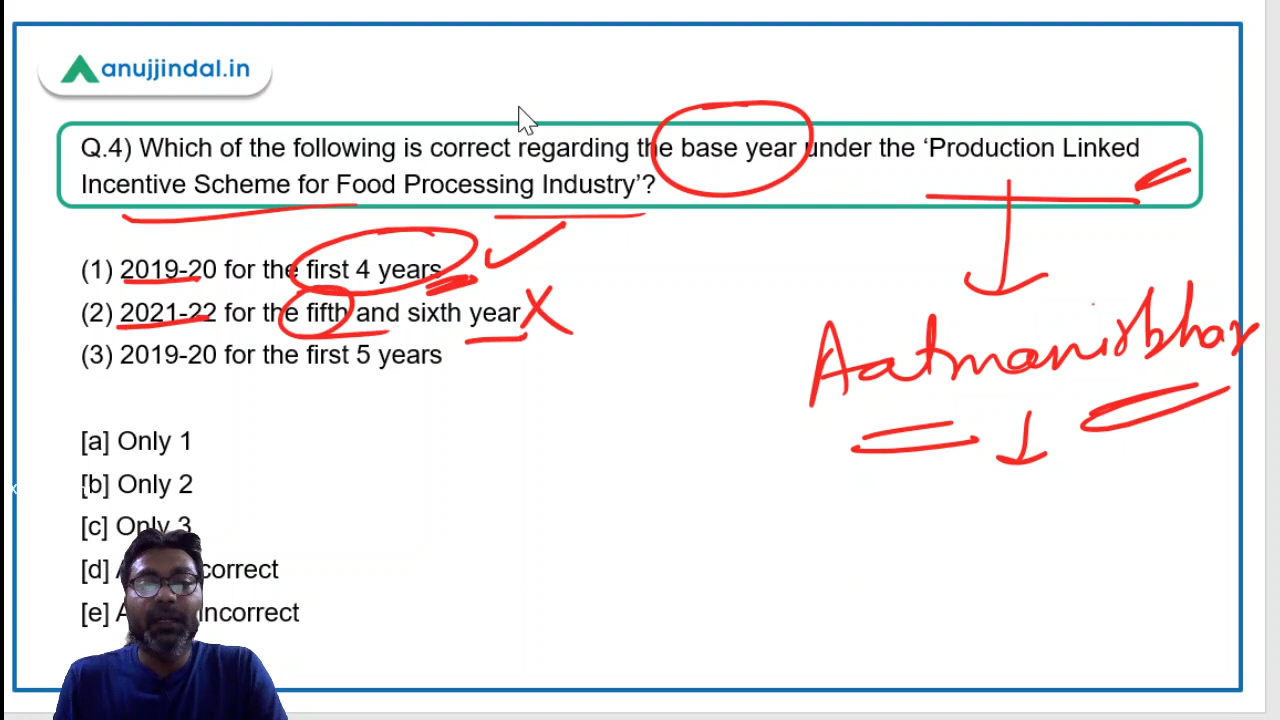 anujjindal.in
Q.4) Which of the following is correct regarding the base year under the ‘Production Linked
Incentive Scheme for Food Processing Industry’?
(1) 2019-20 for the first 4 years
(2) 2021-22 for the fifth and sixth year
(3) 2019-20 for the first 5 years
Aatmanirbhar
[a] Only 1
[b] Only 2
[c] Only 3
[d] correct
[e] incorrect